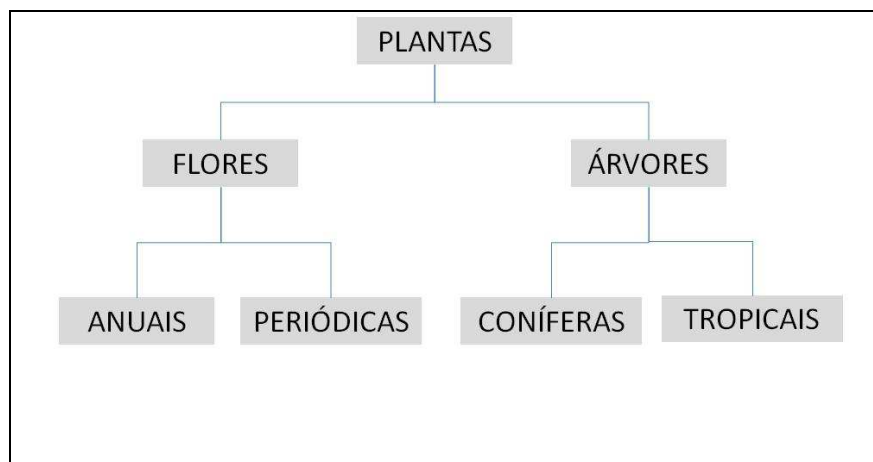 PLANTAS
FLORES
ÁRVORES
ANUAIS
PERIÓDICAS
CONÍFERAS
TROPICAIS